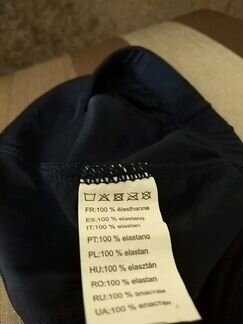 FR:100 % élasthanne
ES:100 % elastano
IT:100 % elastan
PT:100 % elastano
PL:100 % elastan
HU:100 % elasztán
RO:100 % elastan
RU:100 % эластан
UA:100 % еластан